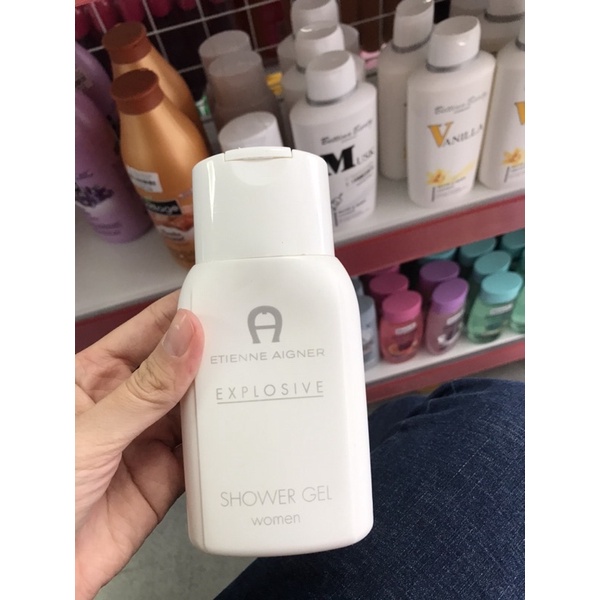 ETIENNE AIGNER
EXPLOSIVE
SHOWER GEL
women
MUSK
VANILLA